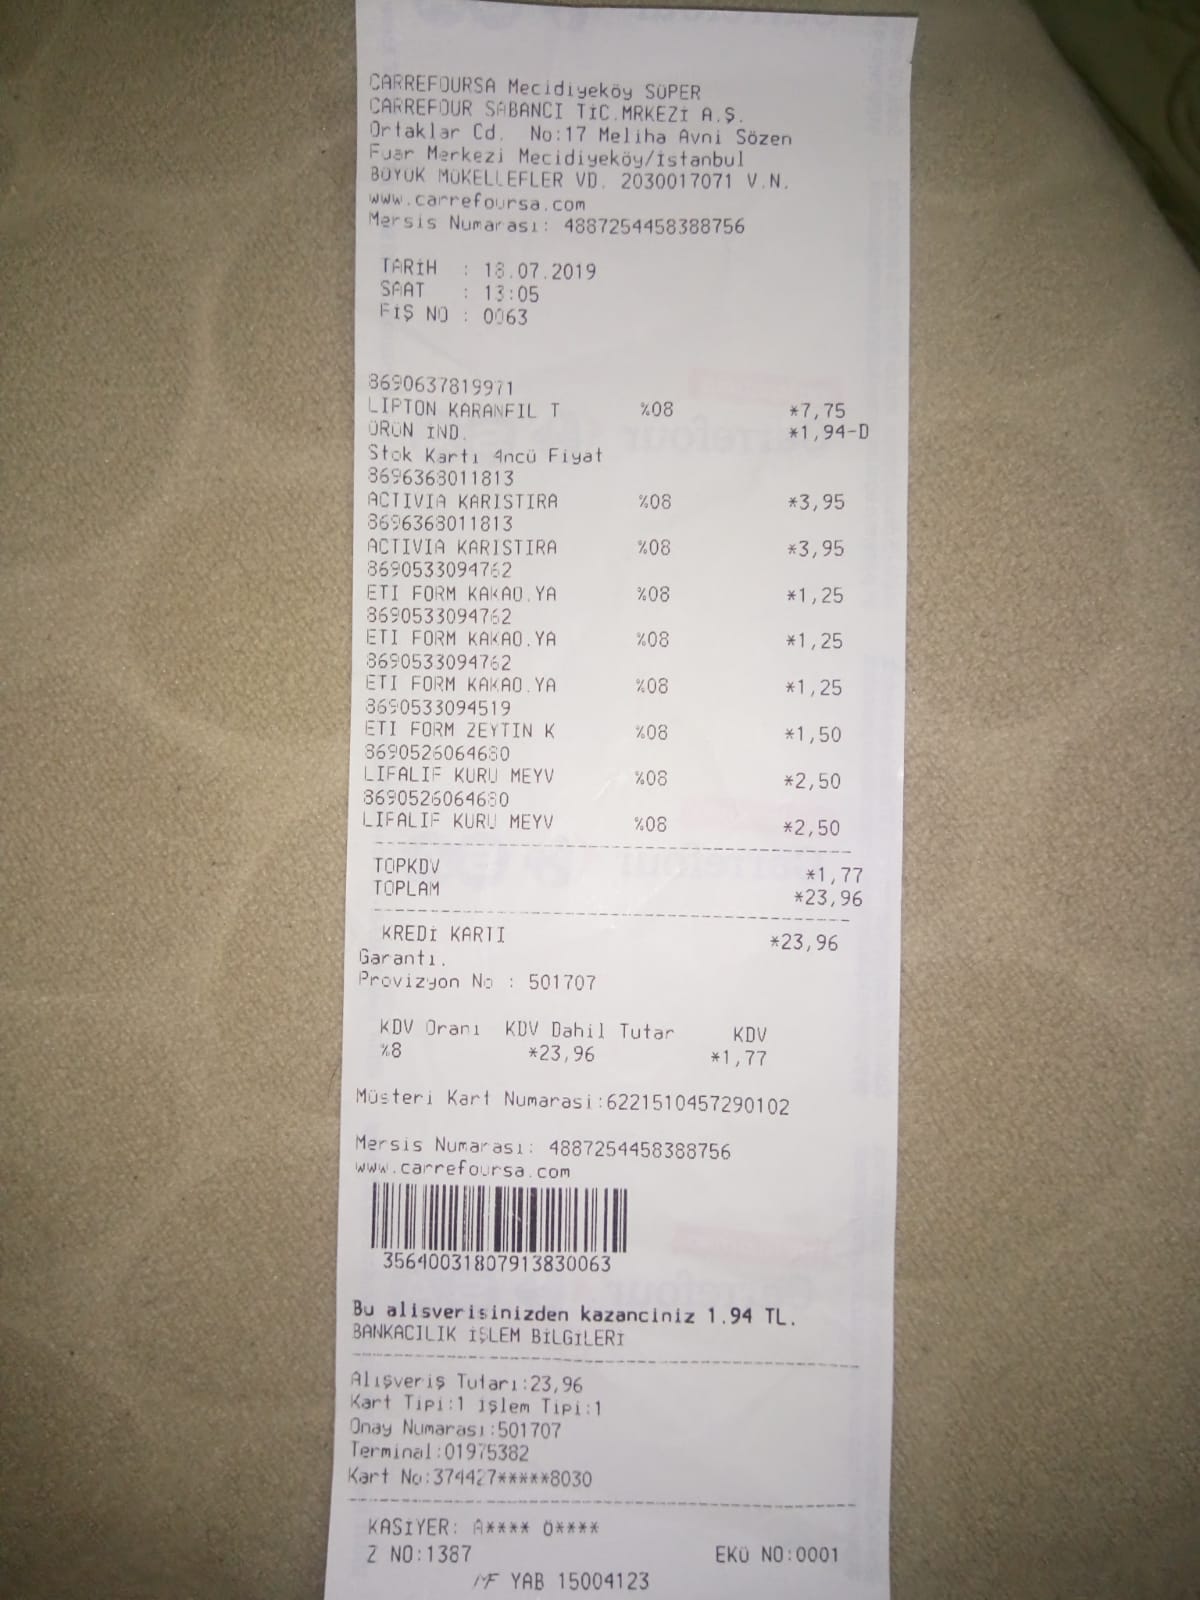 CARREFOURSA Mecidiyeköy SÜPER
CARREFOUR SABANCI TİC.MRKEZİ A.Ş.
Ortaklar Cd. No:17 Meliha Avni Sözen
Fuar Merkezi Mecidiyeköy/İstanbul
BÜYÜK MÜKELLEFLER VD. 2030017071 V.N.
www.carrefoursa.com
Mersis Numarası: 4887254458388756
TARİH : 18.07.2019
SAAT : 13:05
FİŞ NO : 0063
8690637819971
LIPTON KARANFIL T %08 *7,75
ÜRÜN İND. *1,94-D
Stok Kartı 4ncü Fiyat
8696368011813
ACTIVIA KARISTIRA %08 *3,95
8696368011813
ACTIVIA KARISTIRA %08 *3,95
8690533094762
ETI FORM KAKAO.YA %08 *1,25
8690533094762
ETI FORM KAKAO.YA %08 *1,25
8690533094762
ETI FORM KAKAO.YA %08 *1,25
8690533094519
ETI FORM ZEYTIN K %08 *1,50
8690526064680
LIFALIF KURU MEYV %08 *2,50
8690526064680
LIFALIF KURU MEYV %08 *2,50
TOPKDV *1,77
TOPLAM *23,96
KREDİ KARTI *23,96
Garantı.
Provizyon No : 501707
KDV Oranı KDV Dahil Tutar KDV
%8 *23,96 *1,77
Müsteri Kart Numarasi:6221510457290102
Mersis Numarası: 4887254458388756
www.carrefoursa.com
35640031807913830063
Bu alisverisinizden kazanciniz 1.94 TL.
BANKACILIK İŞLEM BİLGİLERİ
Alışveriş Tutarı:23,96
Kart Tipi:1 işlem Tipi:1
Onay Numarası:501707
Terminal:01975382
Kart No:374427*****8030
KASİYER: A**** Ö****
Z NO:1387 EKÜ NO:0001
MF YAB 15004123